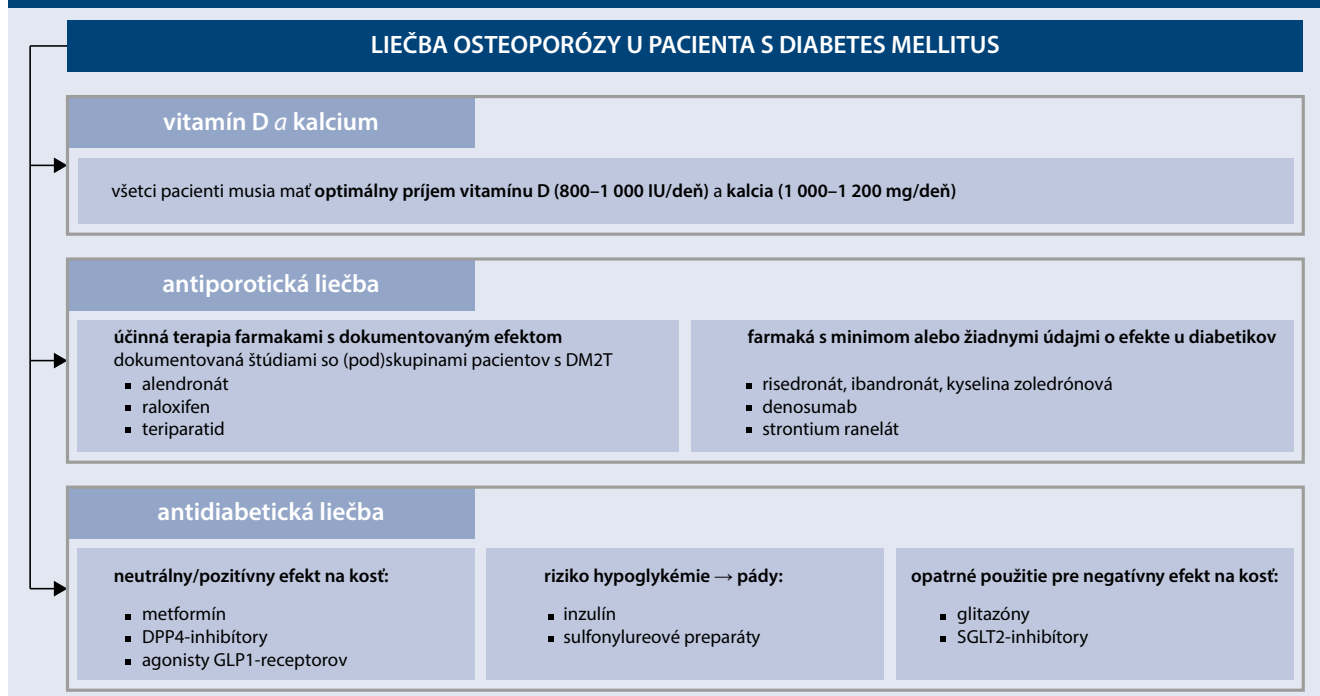 LIEČBA OSTEOPORÓZY U PACIENTA S DIABETES MELLITUS
vitamín D a kalcium
všetci pacienti musia mať optimálny príjem vitamínu D (800–1 000 IU/deň) a kalcia (1 000–1 200 mg/deň)
antiporotická liečba
účinná terapia farmakami s dokumentovaným efektom
dokumentovaná štúdiami so (pod)skupinami pacientov s DM2T
▪ alendronát
▪ raloxifen
▪ teriparatid
farmaká s minimom alebo žiadnymi údajmi o efekte u diabetikov
▪ risedronát, ibandronát, kyselina zoledrónová
▪ denosumab
▪ strontium ranelát
antidiabetická liečba
neutrálny/pozitívny efekt na kosť:
▪ metformín
▪ DPP4-inhibítory
▪ agonisty GLP1-receptorov
riziko hypoglykémie → pády:
▪ inzulín
▪ sulfonylureové preparáty
opatrné použitie pre negatívny efekt na kosť:
▪ glitazóny
▪ SGLT2-inhibítory